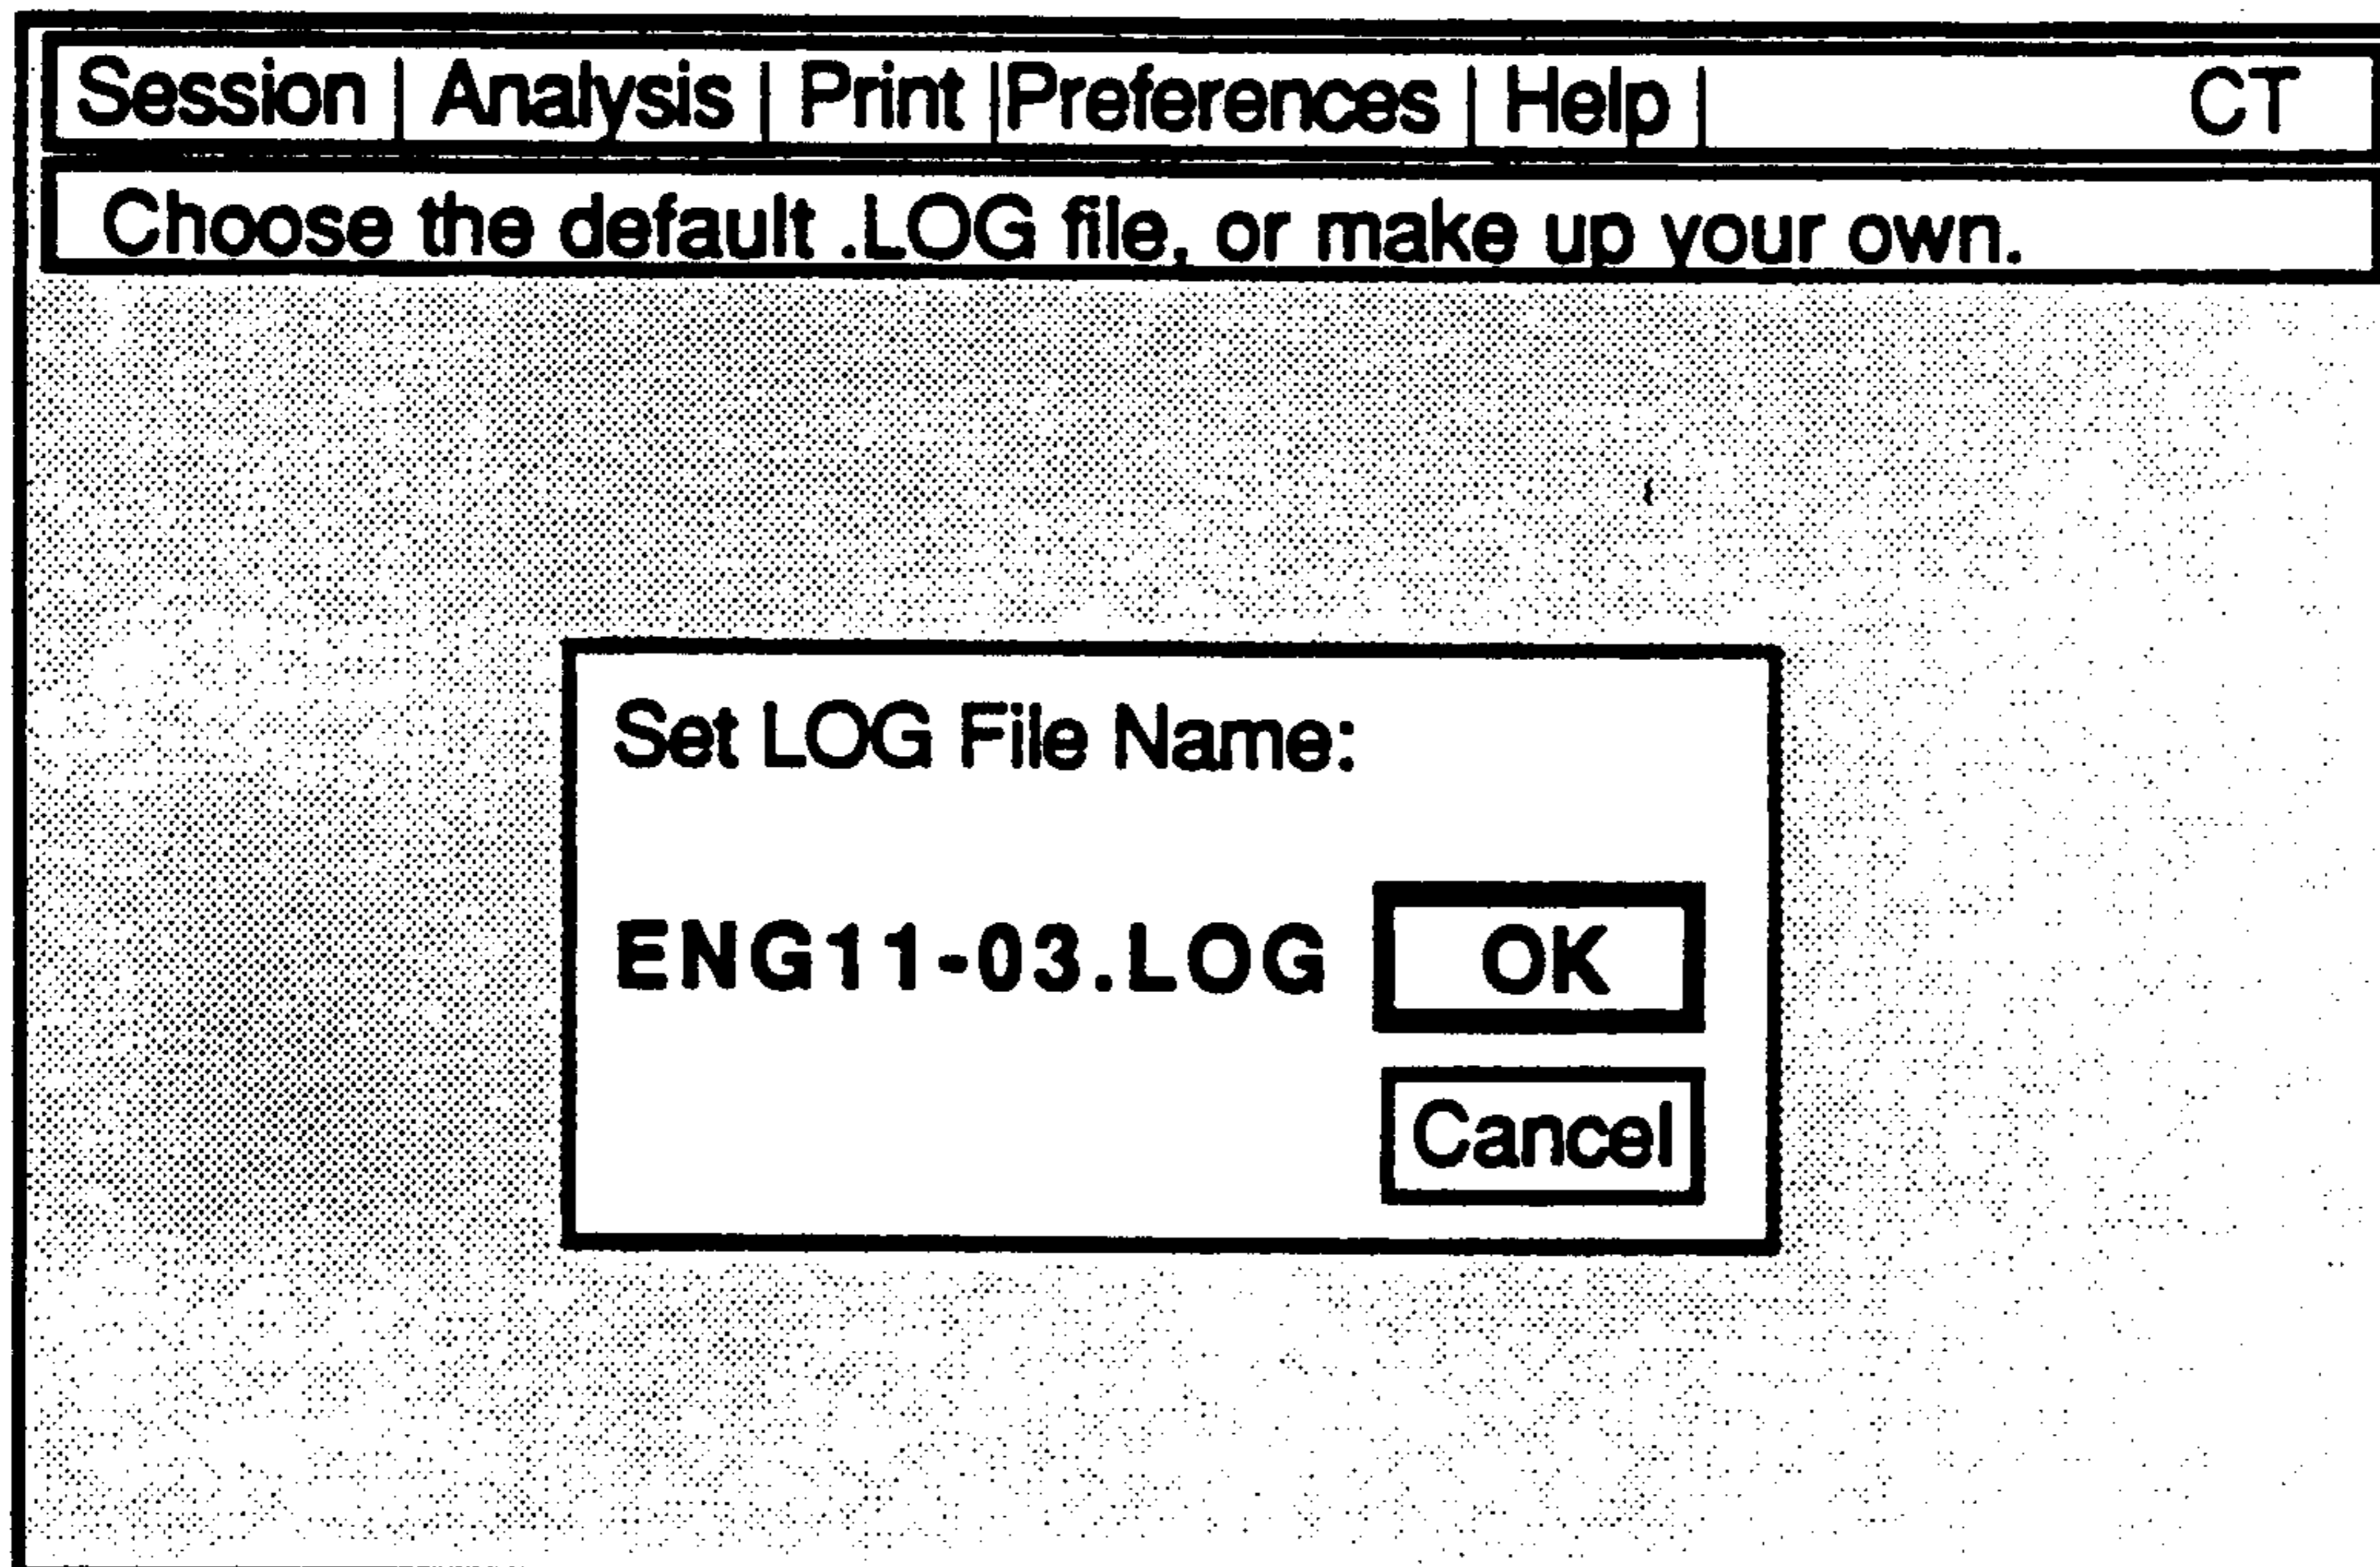 Session | Analysis | Print | Preferences | Help | CT
Choose the default .LOG file, or make up your own.
Set LOG File Name:
ENG11-03.LOG OK
Cancel